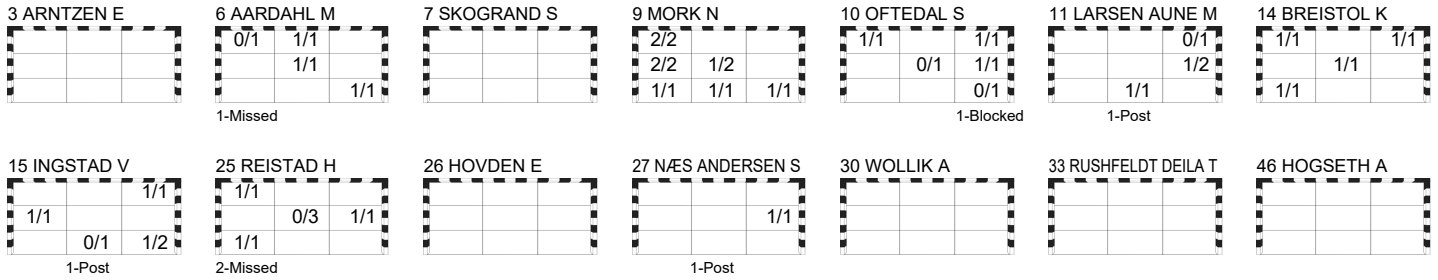 3 ARNTZEN E 6 AARDAHL M 7 SKOGRAND S 9 MORK N 10 OFTEDAL S 11 LARSEN AUNE M 14 BREISTOL K
0/1 1/1 2/2 1/1 1/1 0/1 1/1 1/1
1/1 2/2 1/2 0/1 1/1 1/2 1/1
1/1 1/1 1/1 1/1 0/1 1/1 1/1
1-Missed 1-Blocked 1-Post
15 INGSTAD V 25 REISTAD H 26 HOVDEN E 27 NÆS ANDERSEN S 30 WOLLIK A 33 RUSHFELDT DEILA T 46 HOGSETH A
1/1 1/1
1/1 0/3 1/1 1/1
0/1 1/2 1/1
1-Post 2-Missed 1-Post